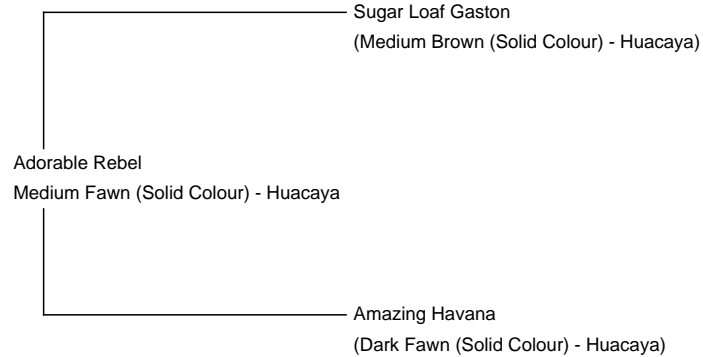 Sugar Loaf Gaston
(Medium Brown (Solid Colour) - Huacaya)
Adorable Rebel
Medium Fawn (Solid Colour) - Huacaya
Amazing Havana
(Dark Fawn (Solid Colour) - Huacaya)